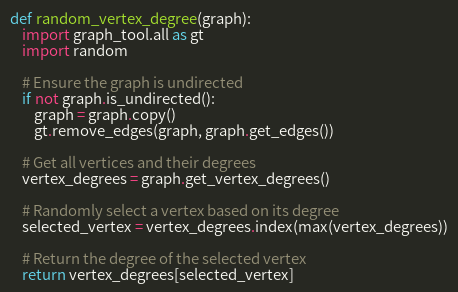 def random_vertex_degree(graph):
import graph_tool.all as gt
import random
# Ensure the graph is undirected
if not graph.is_undirected():
graph = graph.copy()
gt.remove_edges(graph, graph.get_edges())
# Get all vertices and their degrees
vertex_degrees = graph.get_vertex_degrees()
# Randomly select a vertex based on its degree
selected_vertex = vertex_degrees.index(max(vertex_degrees))
# Return the degree of the selected vertex
return vertex_degrees[selected_vertex]